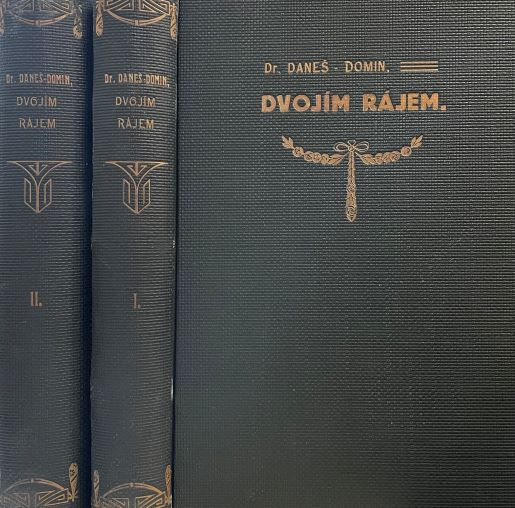 Dr. DANEŠ-DOMIN.
DVOJÍM
RÁJEM
II.
Dr. DANEŠ-DOMIN.
DVOJÍM
RÁJEM
I.
Dr. DANEŠ - DOMIN.
DVOJÍM RÁJEM.